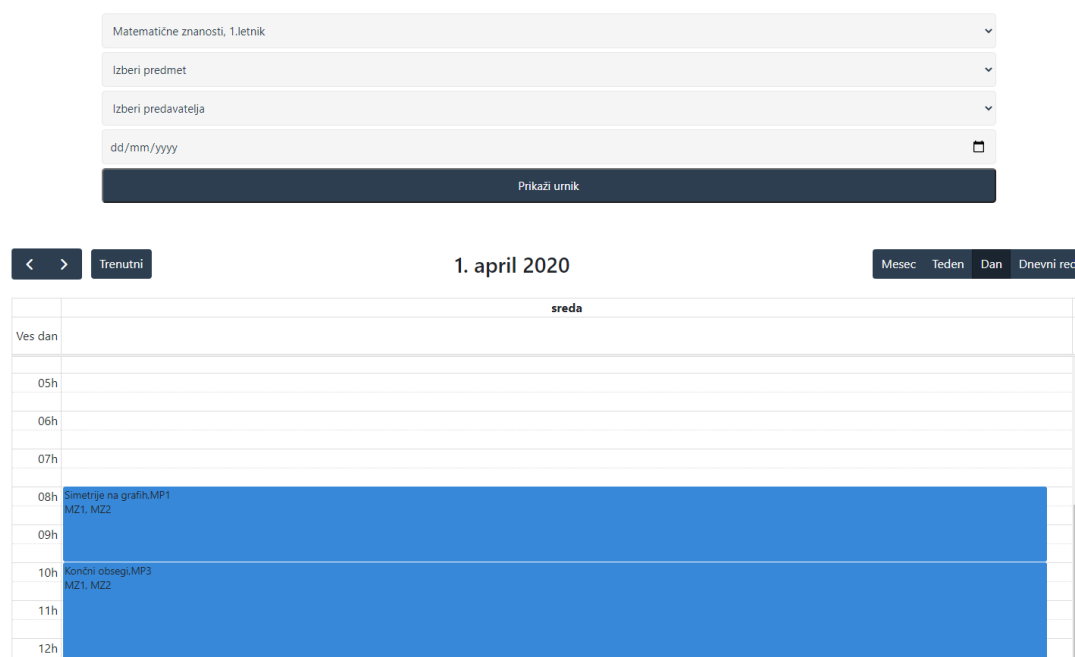 Matematične znanosti, 1.letnik
Izberi predmet
Izberi predavatelja
dd/mm/yyyy
Prikaži urnik
Trenutni
1. april 2020
Mesec Teden Dan Dnevni red
sreda
Ves dan
05h
06h
07h
08h
Simetrije na grafih,MP1
MZ1, MZ2
09h
10h
Končni obsegi,MP3
MZ1, MZ2
11h
12h